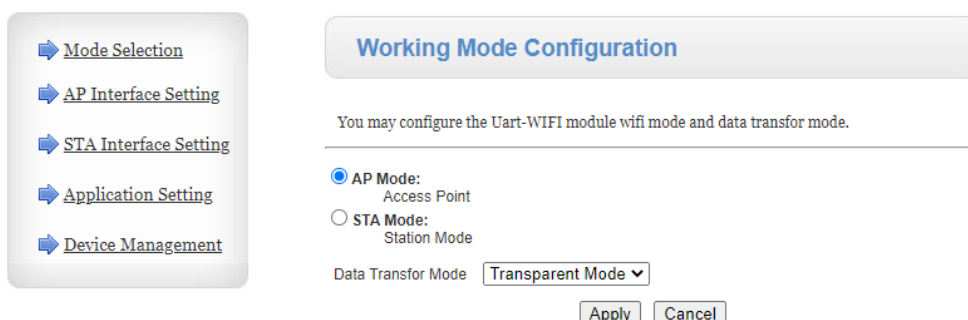 Mode Selection
AP Interface Setting
STA Interface Setting
Application Setting
Device Management
Working Mode Configuration
You may configure the Uart-WIFI module wifi mode and data transfor mode.
AP Mode:
Access Point
STA Mode:
Station Mode
Data Transfor Mode Transparent Mode
Apply Cancel